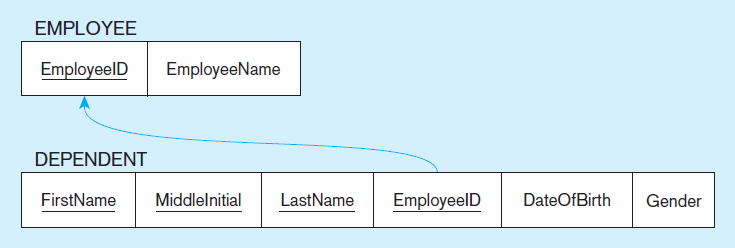 EMPLOYEE
EmployeeID EmployeeName
DEPENDENT
FirstName MiddleInitial LastName EmployeeID DateOfBirth Gender